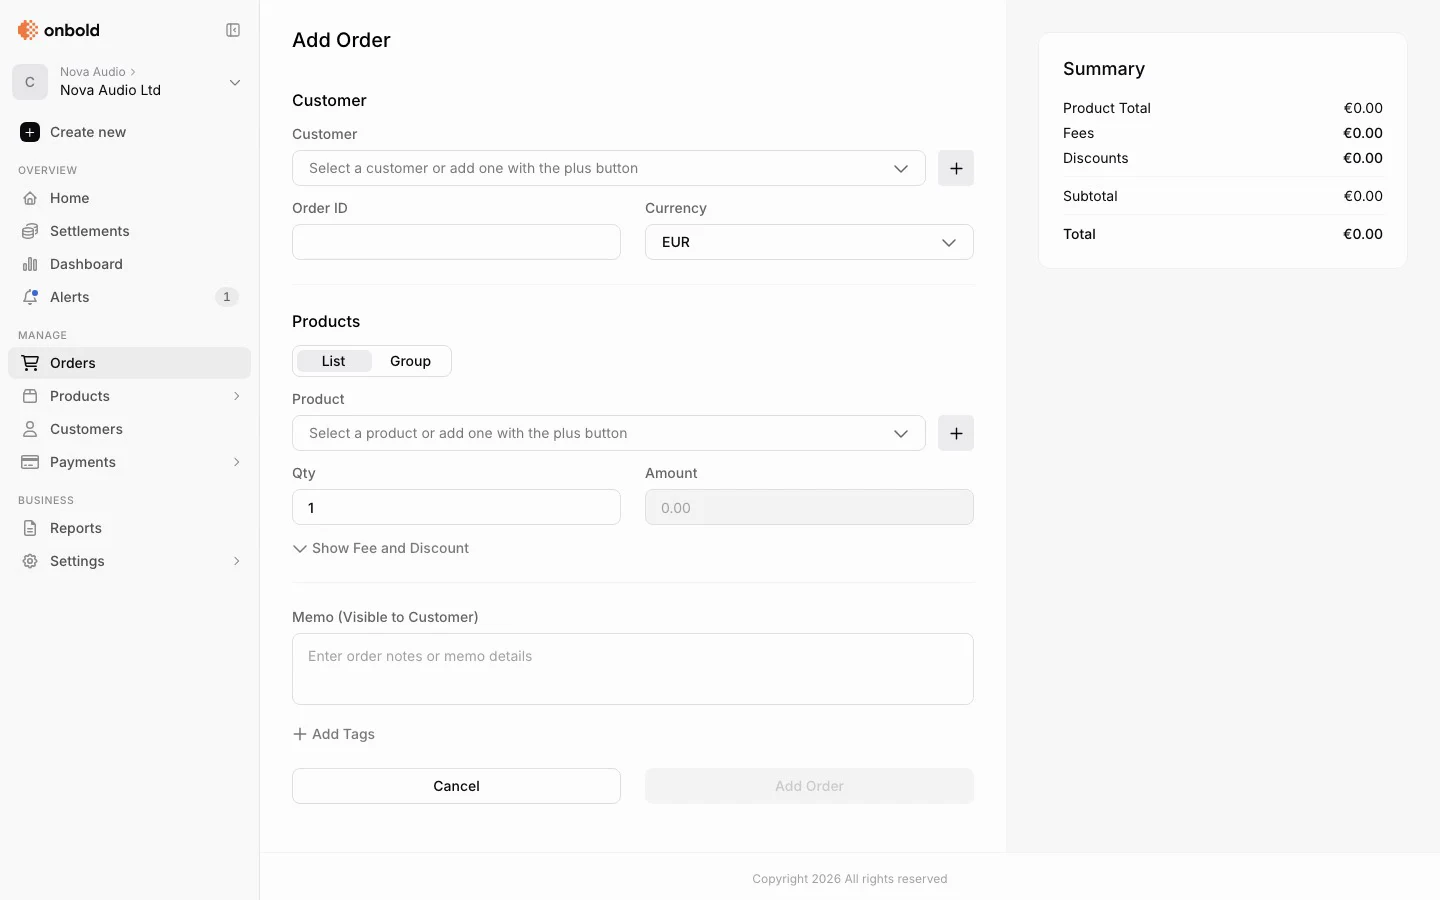 onbold
C
Nova Audio
Nova Audio Ltd
Create new
OVERVIEW
Home
Settlements
Dashboard
Alerts 1
MANAGE
Orders
Products
Customers
Payments
BUSINESS
Reports
Settings
Add Order
Customer
Customer
Select a customer or add one with the plus button
Order ID Currency
EUR
Products
List Group
Product
Select a product or add one with the plus button
Qty Amount
1 0.00
Show Fee and Discount
Memo (Visible to Customer)
Enter order notes or memo details
Add Tags
Cancel Add Order
Summary
Product Total €0.00
Fees €0.00
Discounts €0.00
Subtotal €0.00
Total €0.00
Copyright 2026 All rights reserved